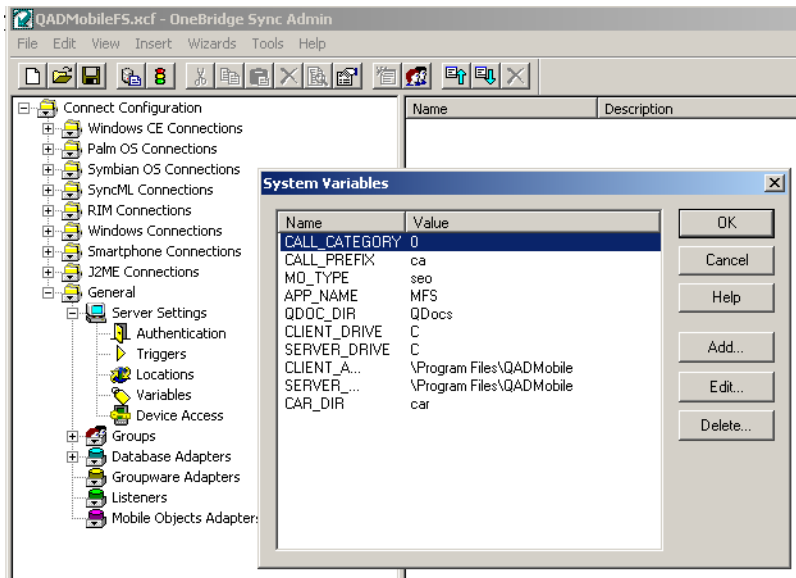 QADMobileFS.xcf - OneBridge Sync Admin
File Edit View Insert Wizards Tools Help
Connect Configuration
Windows CE Connections
Palm OS Connections
Symbian OS Connections
SyncML Connections
RIM Connections
Windows Connections
Smartphone Connections
J2ME Connections
General
Server Settings
Authentication
Triggers
Locations
Variables
Device Access
Groups
Database Adapters
Groupware Adapters
Listeners
Mobile Objects Adapter
Name Description
System Variables
Name Value
CALL_CATEGORY 0
CALL_PREFIX ca
MO_TYPE seo
APP_NAME MFS
QDOC_DIR QDocs
CLIENT_DRIVE C
SERVER_DRIVE C
CLIENT_A... \Program Files\QADMobile
SERVER_... \Program Files\QADMobile
CAR_DIR car
OK
Cancel
Help
Add...
Edit...
Delete...